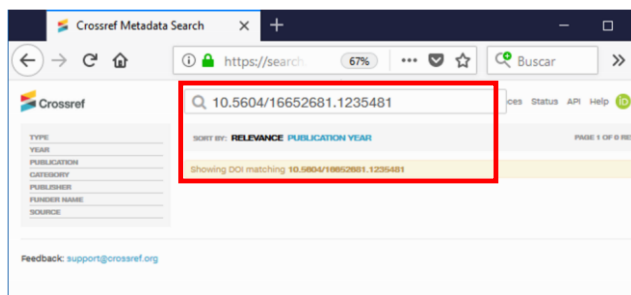 Crossref Metadata Search
https://search.
67%
Buscar
Crossref
10.5604/16652681.1235481
ces Status API Help iD
TYPE
YEAR
PUBLICATION
CATEGORY
PUBLISHER
FUNDER NAME
SOURCE
SORT BY: RELEVANCE PUBLICATION YEAR
PAGE 1 OF 0 RE
Showing DOI matching 10.5604/16652681.1235481
Feedback: support@crossref.org